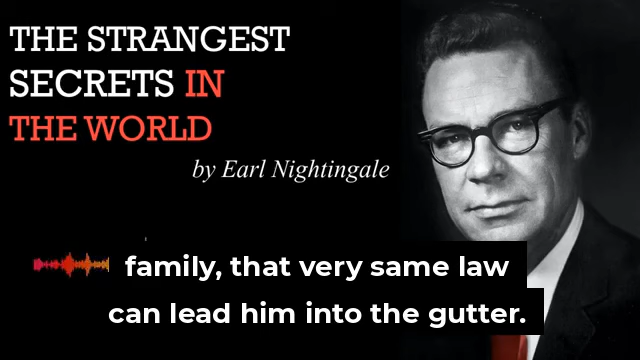 THE STRANGEST
SECRETS IN
THE WORLD
by Earl Nightingale
family, that very same law
can lead him into the gutter.